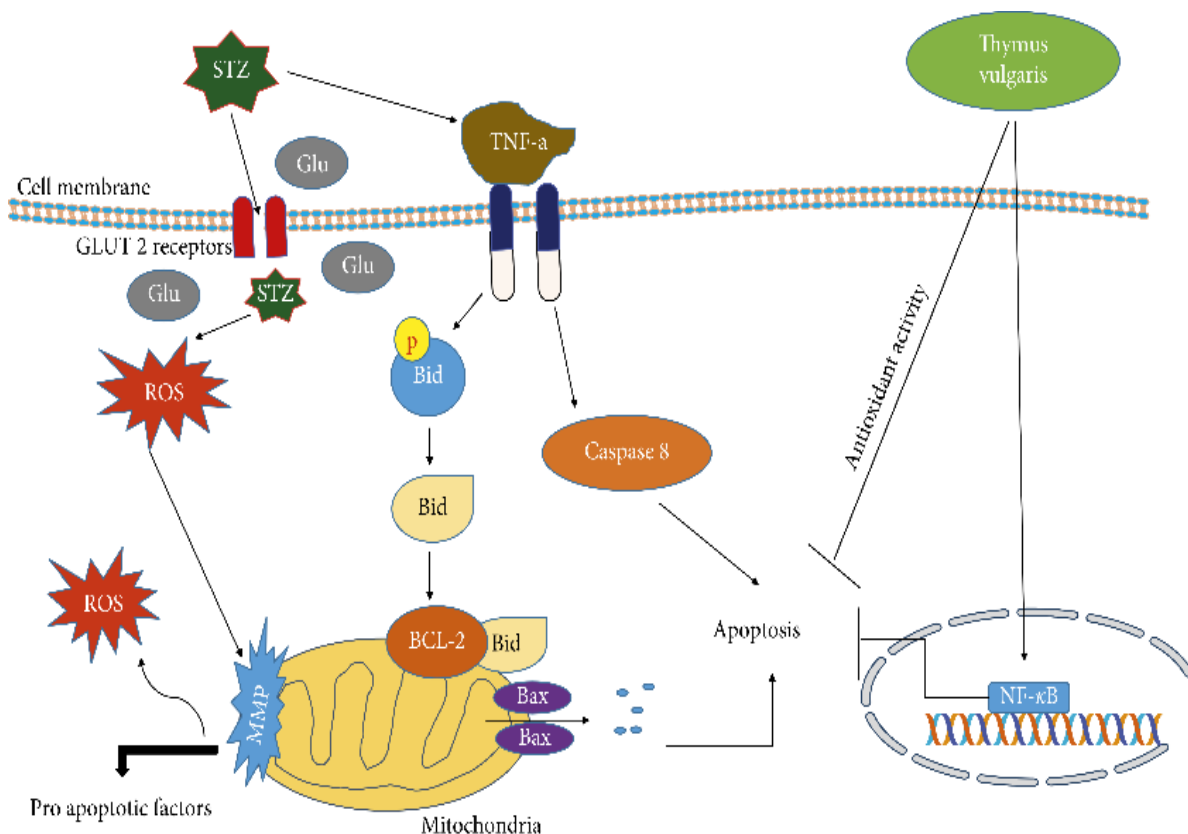 STZ
Thymus
vulgaris
TNF-a
Glu
Cell membrane
GLUT 2 receptors
Glu
Glu
STZ
p
Bid
ROS
Antioxidant activity
Caspase 8
Bid
ROS
BCL-2
Bid
Apoptosis
MMP
Bax
NF-κB
Bax
Pro apoptotic factors
Mitochondria